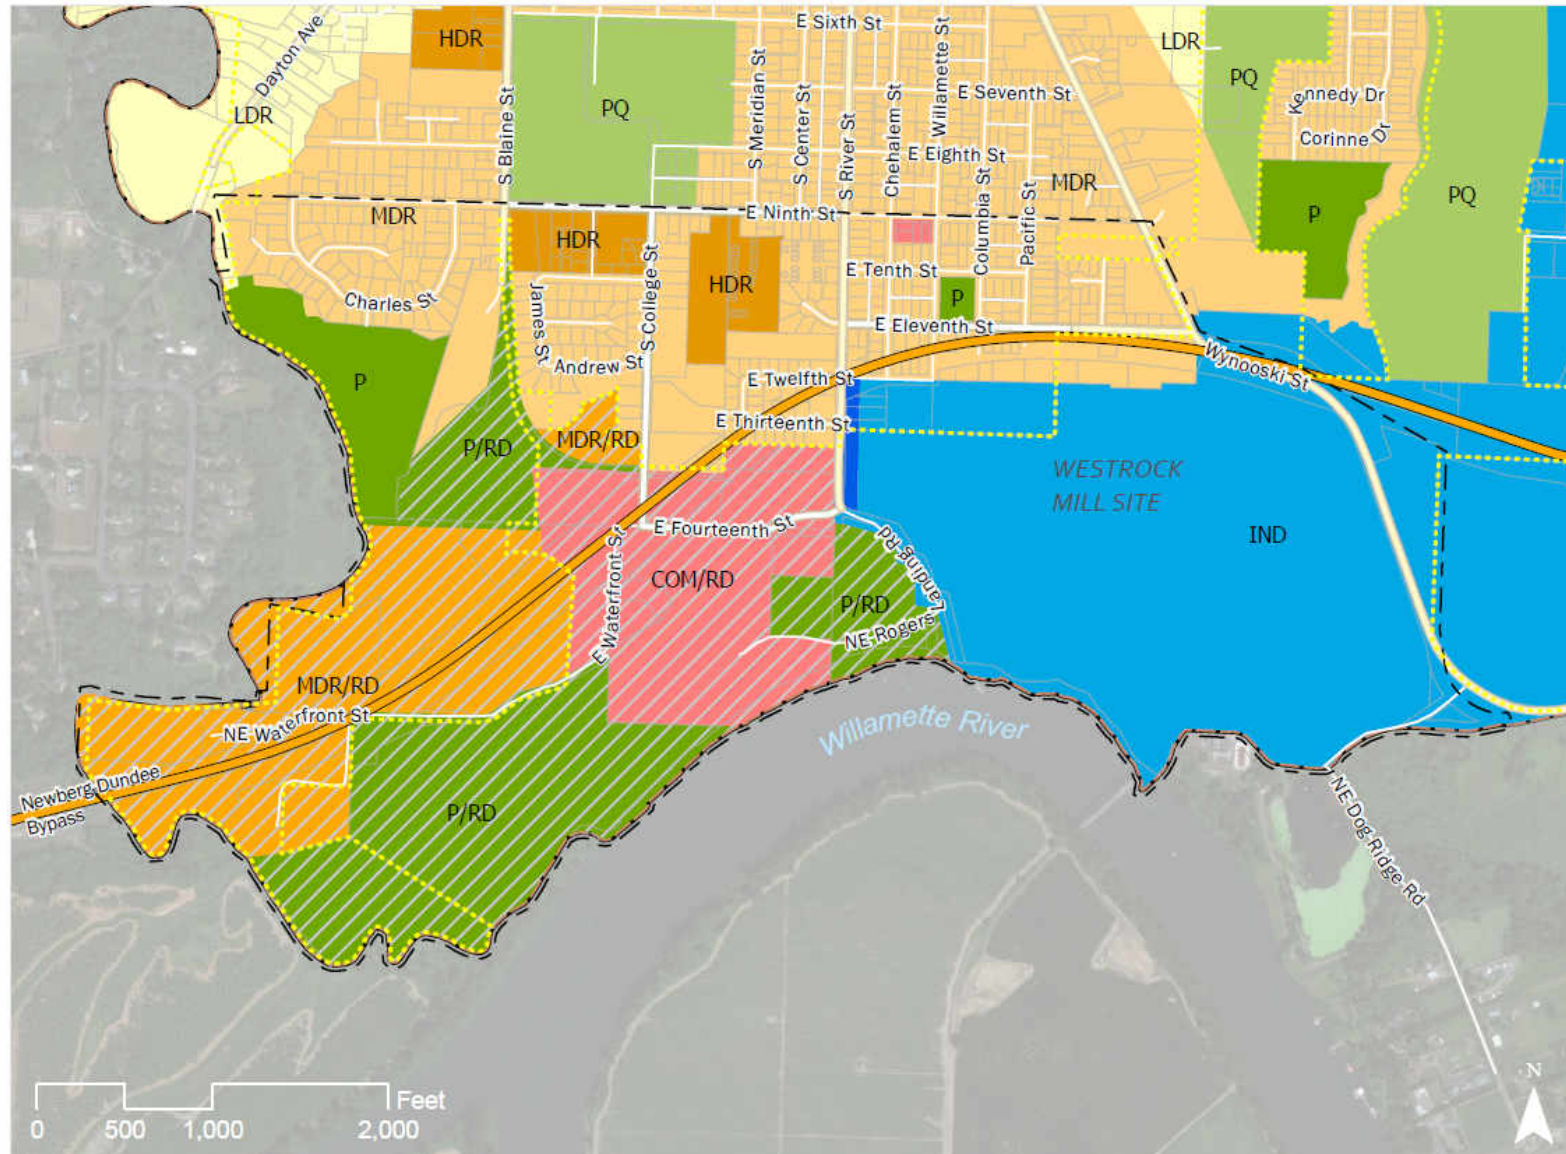 E Sixth St
HDR
Dayton Ave
LDR
PQ
S Blaine St
PQ
S Meridian St
S Center St
S River St
Chehalem St
Willamette St
E Seventh St
Kennedy Dr
Corinne Dr
LDR
E Eighth St
MDR
PQ
P
MDR
E Ninth St
HDR
HDR
S College St
Columbia St
Pacific St
E Tenth St
P
Charles St
James St
Andrew St
E Eleventh St
Wynooski St
P
E Twelfth St
E Thirteenth St
P/RD
MDR/RD
WESTROCK
MILL SITE
IND
E Fourteenth St
E Waterfront St
COM/RD
P/RD
Landing Rd
NE Rogers
MDR/RD
NE Waterfront St
Willamette River
Newberg Dundee
Bypass
P/RD
NE Dog Ridge Rd
Feet
0 500 1,000 2,000
N